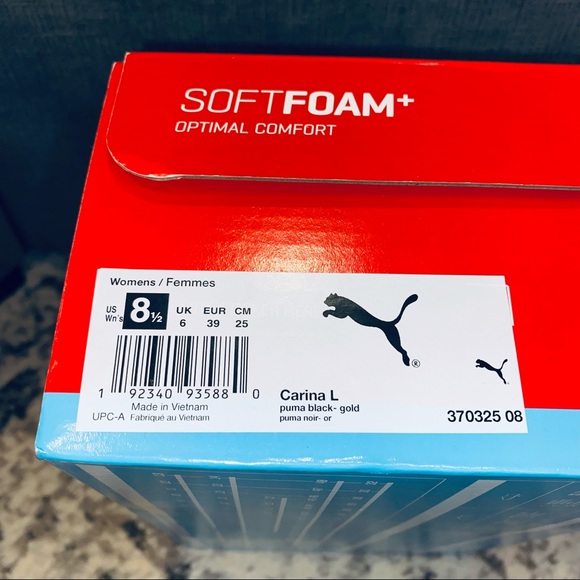 SOFTFOAM+
OPTIMAL COMFORT
Womens / Femmes
US Wn's 8½ UK 6 EUR 39 CM 25
1 92340 93588 0
UPC-A Made in Vietnam
Fabriqué au Vietnam
Carina L
puma black- gold
puma noir- or
370325 08
®